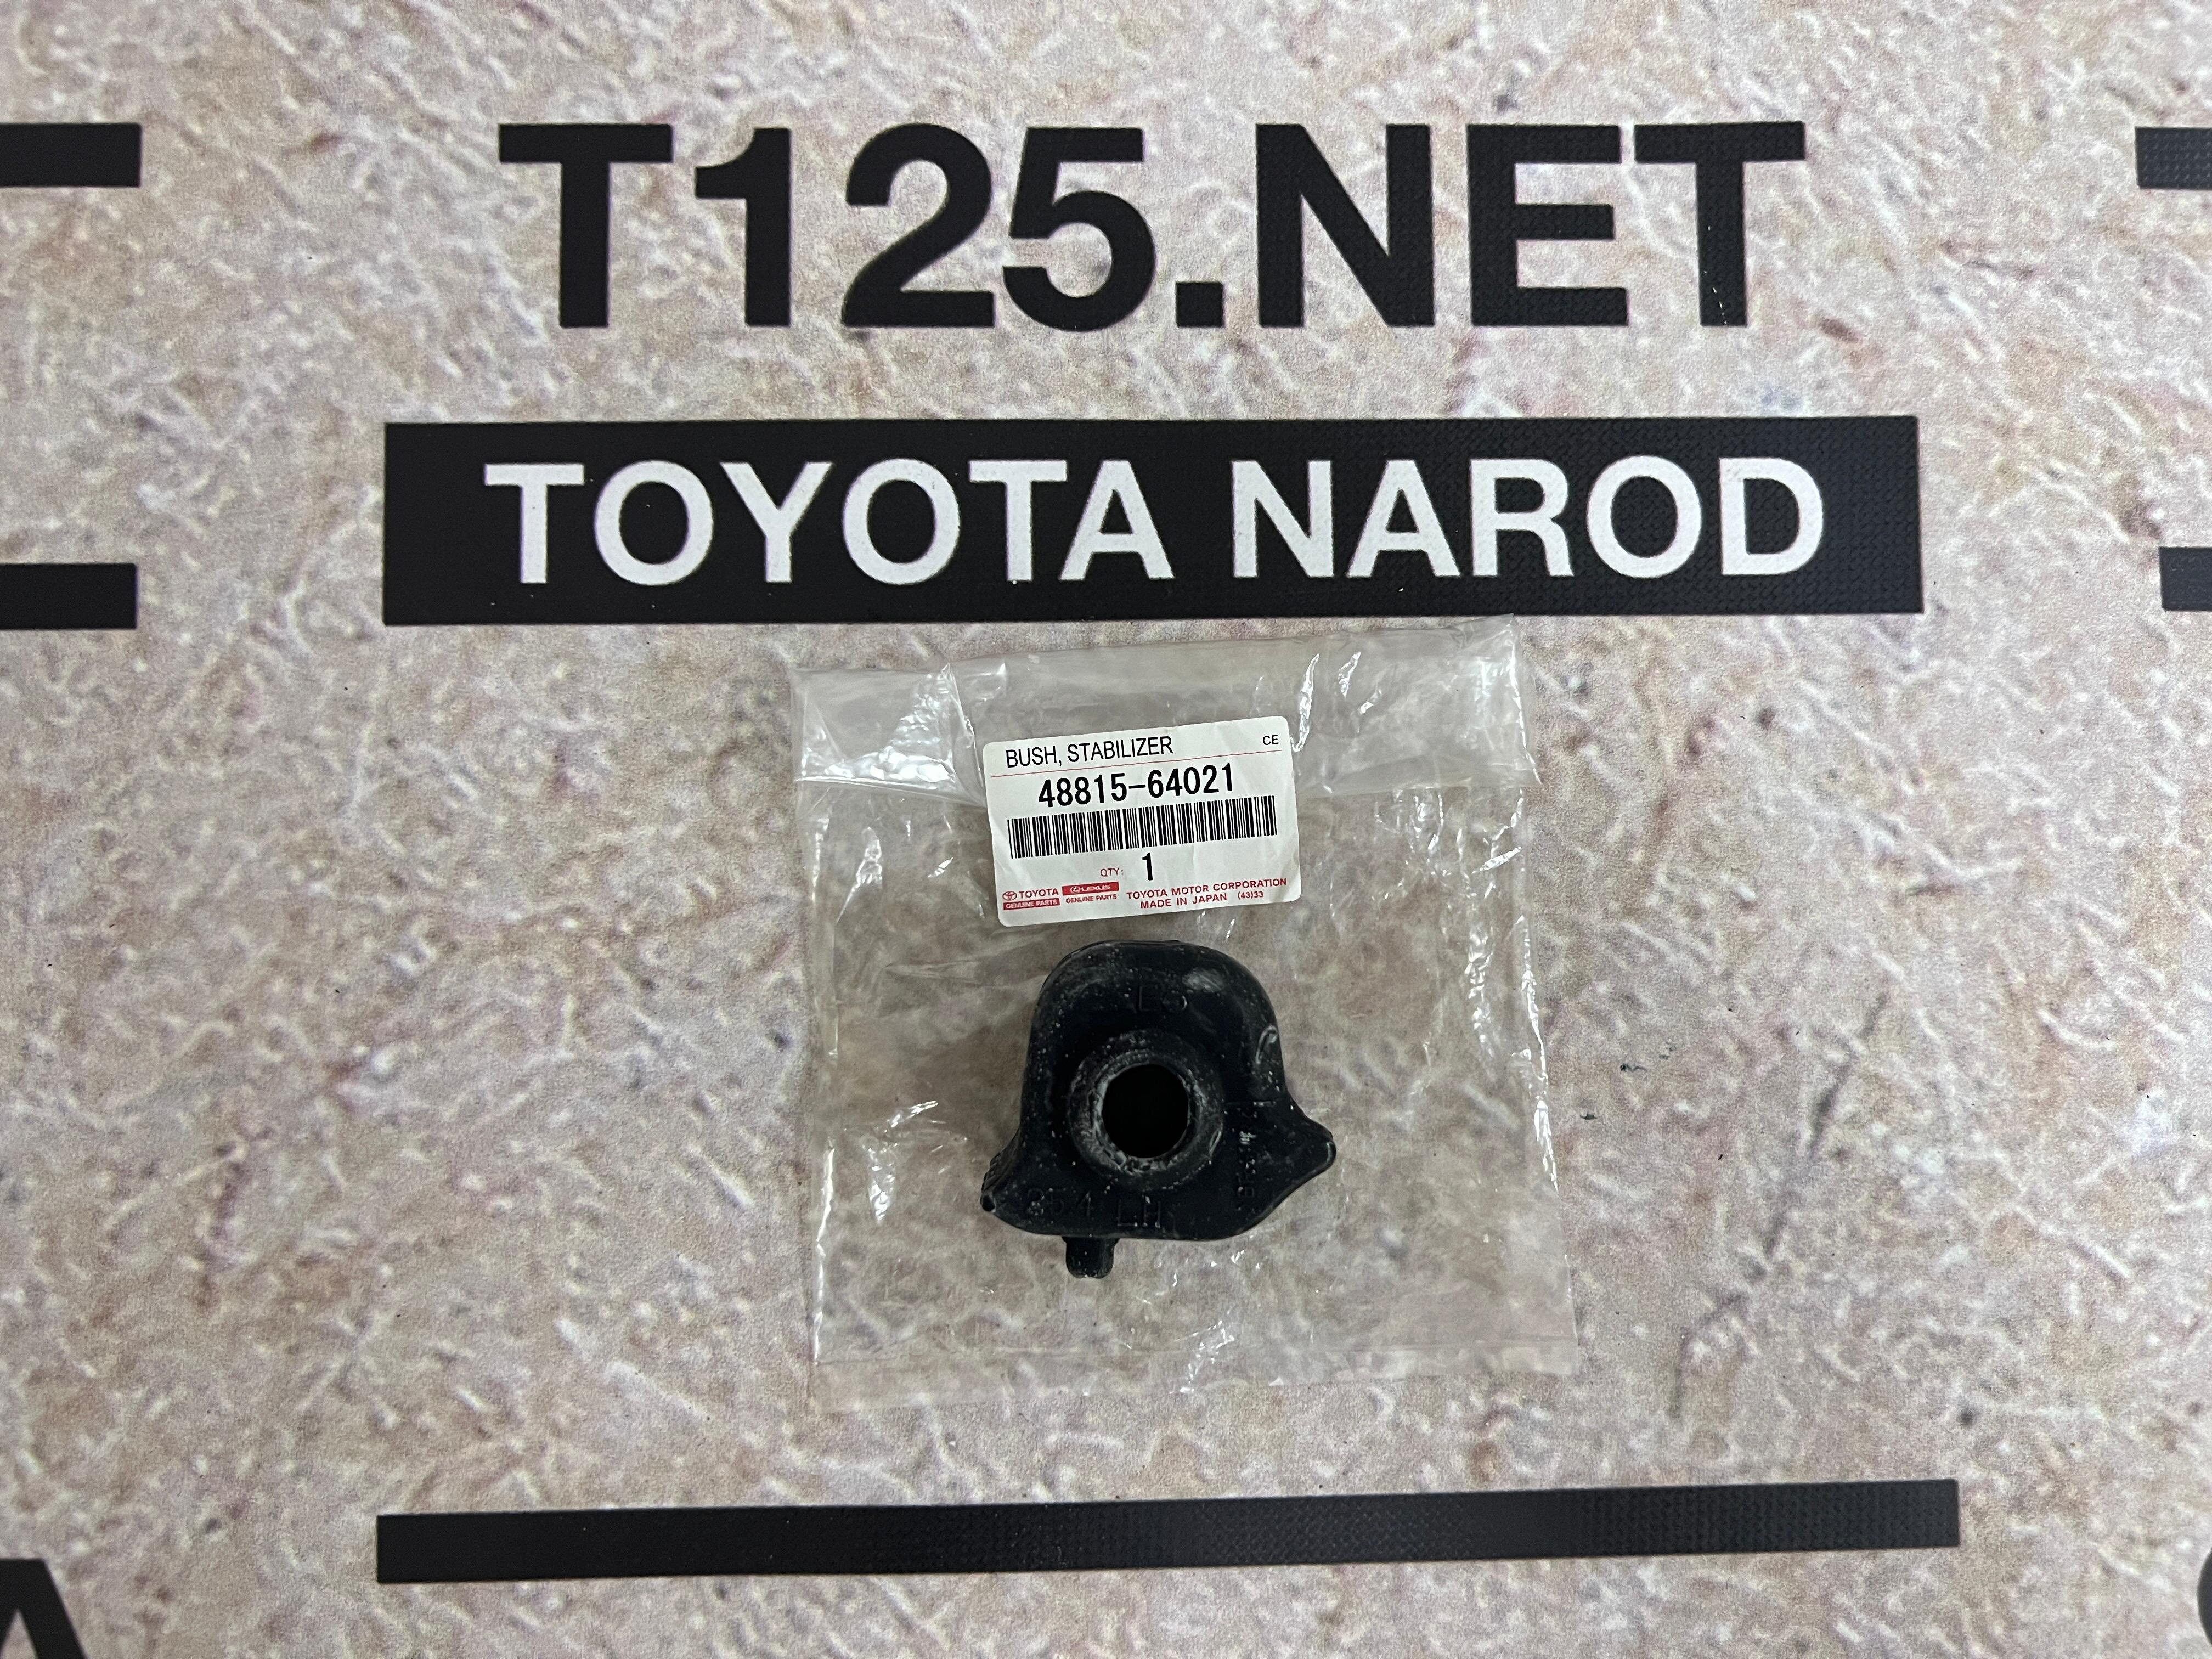 T125.NET
TOYOTA NAROD
BUSH, STABILIZER CE
48815-64021
QTY: 1
TOYOTA LEXUS TOYOTA MOTOR CORPORATION
GENUINE PARTS GENUINE PARTS MADE IN JAPAN (43)33
LH